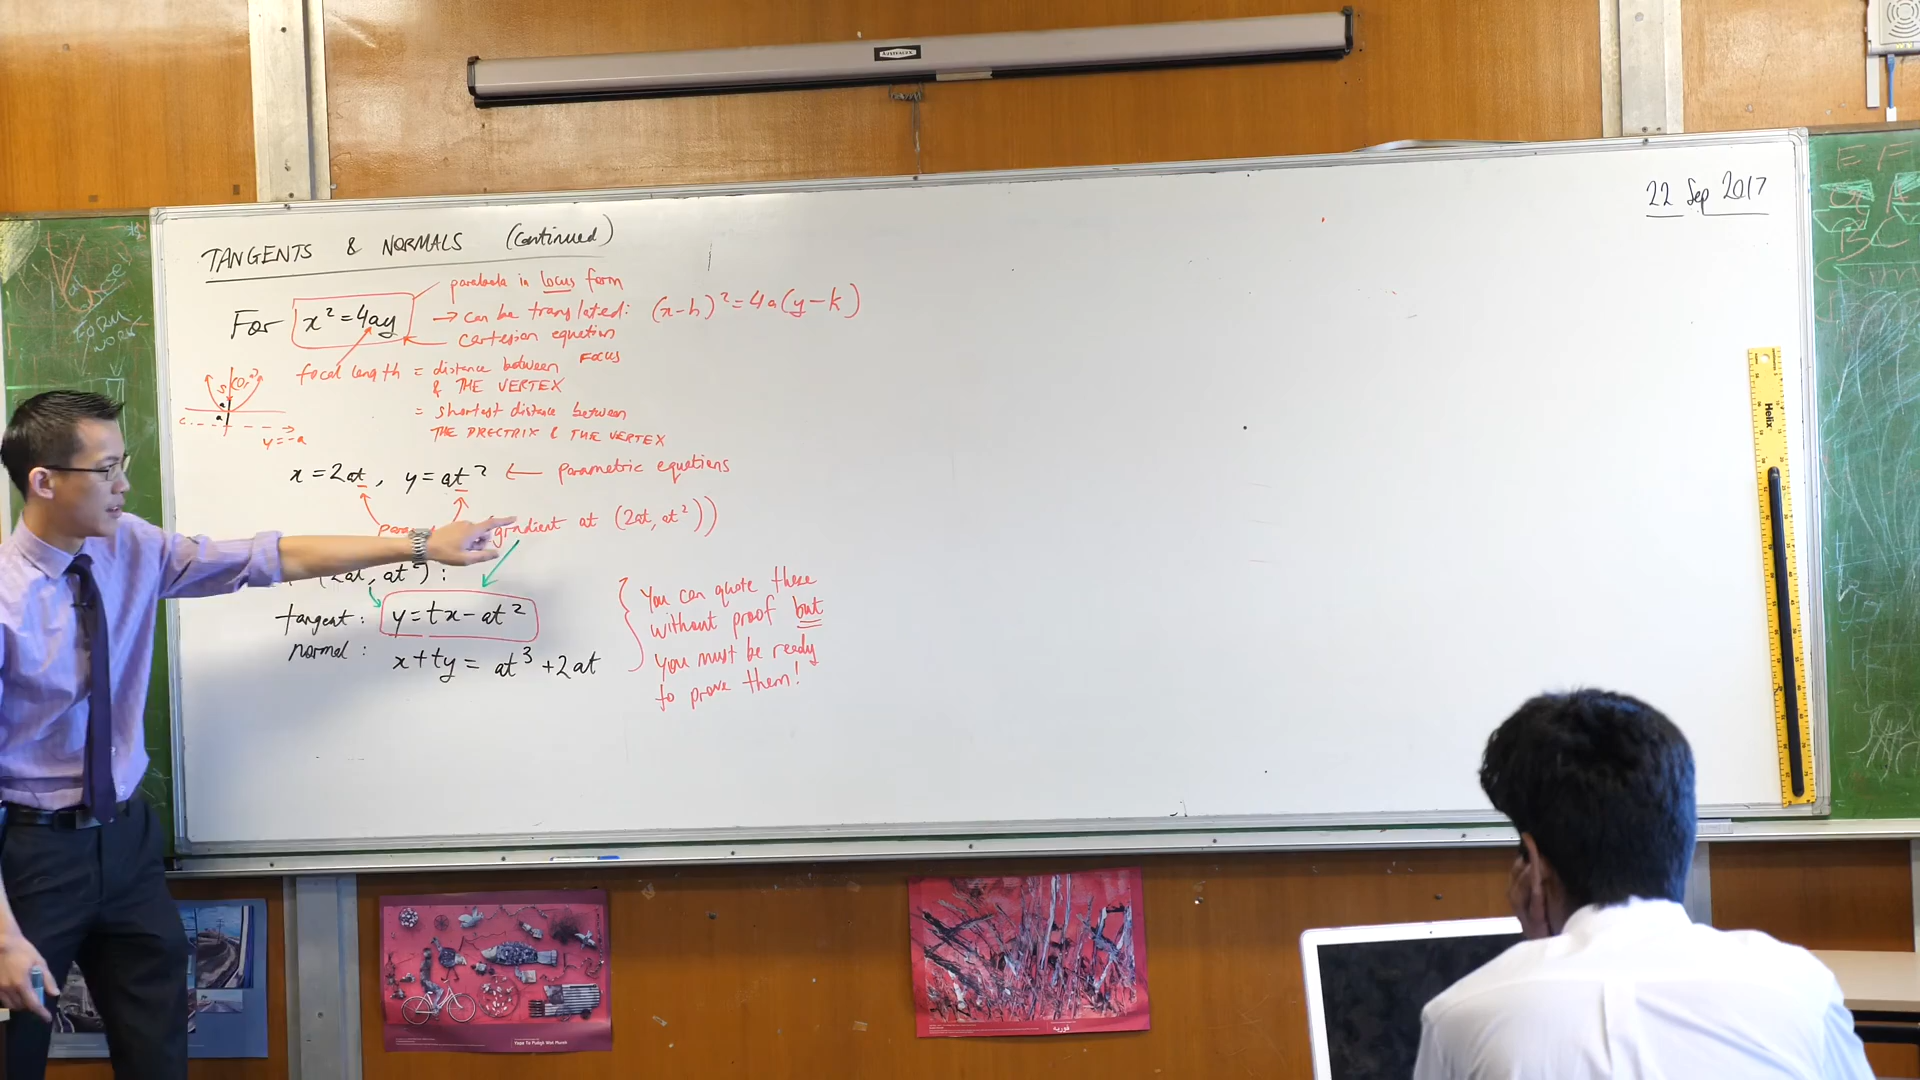 22 Sep 2017
TANGENTS & NORMALS (continued)
parabola in locus form
For x² = 4ay
→ can be translated: (x-h)² = 4a(y-k)
cartesian equation
focal length = distance between FOCUS
& THE VERTEX
= shortest distance between
THE DIRECTRIX & THE VERTEX
S
a
a
y=-a
x = 2at, y = at² ← parametric equations
gradient at (2at, at²))
(2at, at²):
tangent: y = tx - at²
normal: x + ty = at³ + 2at
You can quote these
without proof but
you must be ready
to prove them!
Helix
E F
B C
FORM
WORK